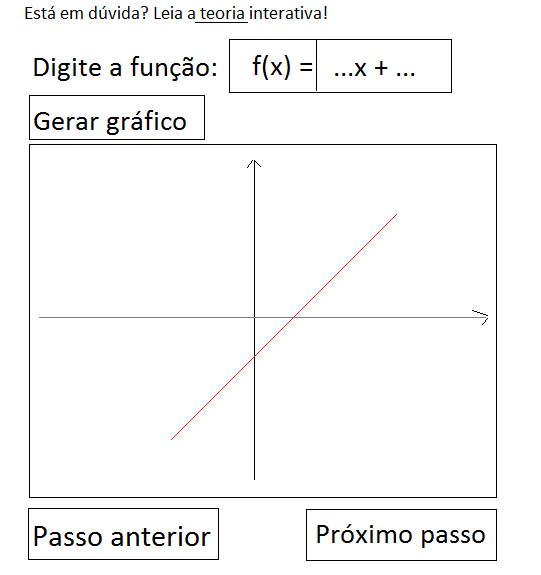 Está em dúvida? Leia a teoria interativa!
Digite a função: f(x) = ...x + ...
Gerar gráfico
Passo anterior
Próximo passo